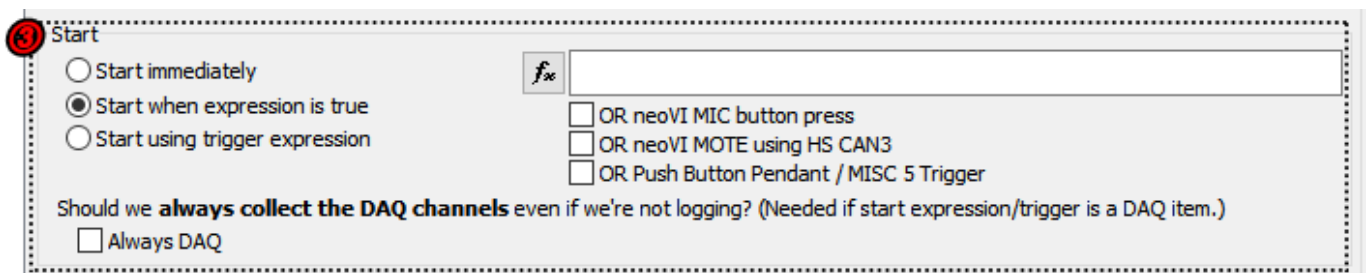 3 Start
Start immediately
fx
Start when expression is true
OR neoVI MIC button press
Start using trigger expression
OR neoVI MOTE using HS CAN3
OR Push Button Pendant / MISC 5 Trigger
Should we always collect the DAQ channels even if we're not logging? (Needed if start expression/trigger is a DAQ item.)
Always DAQ